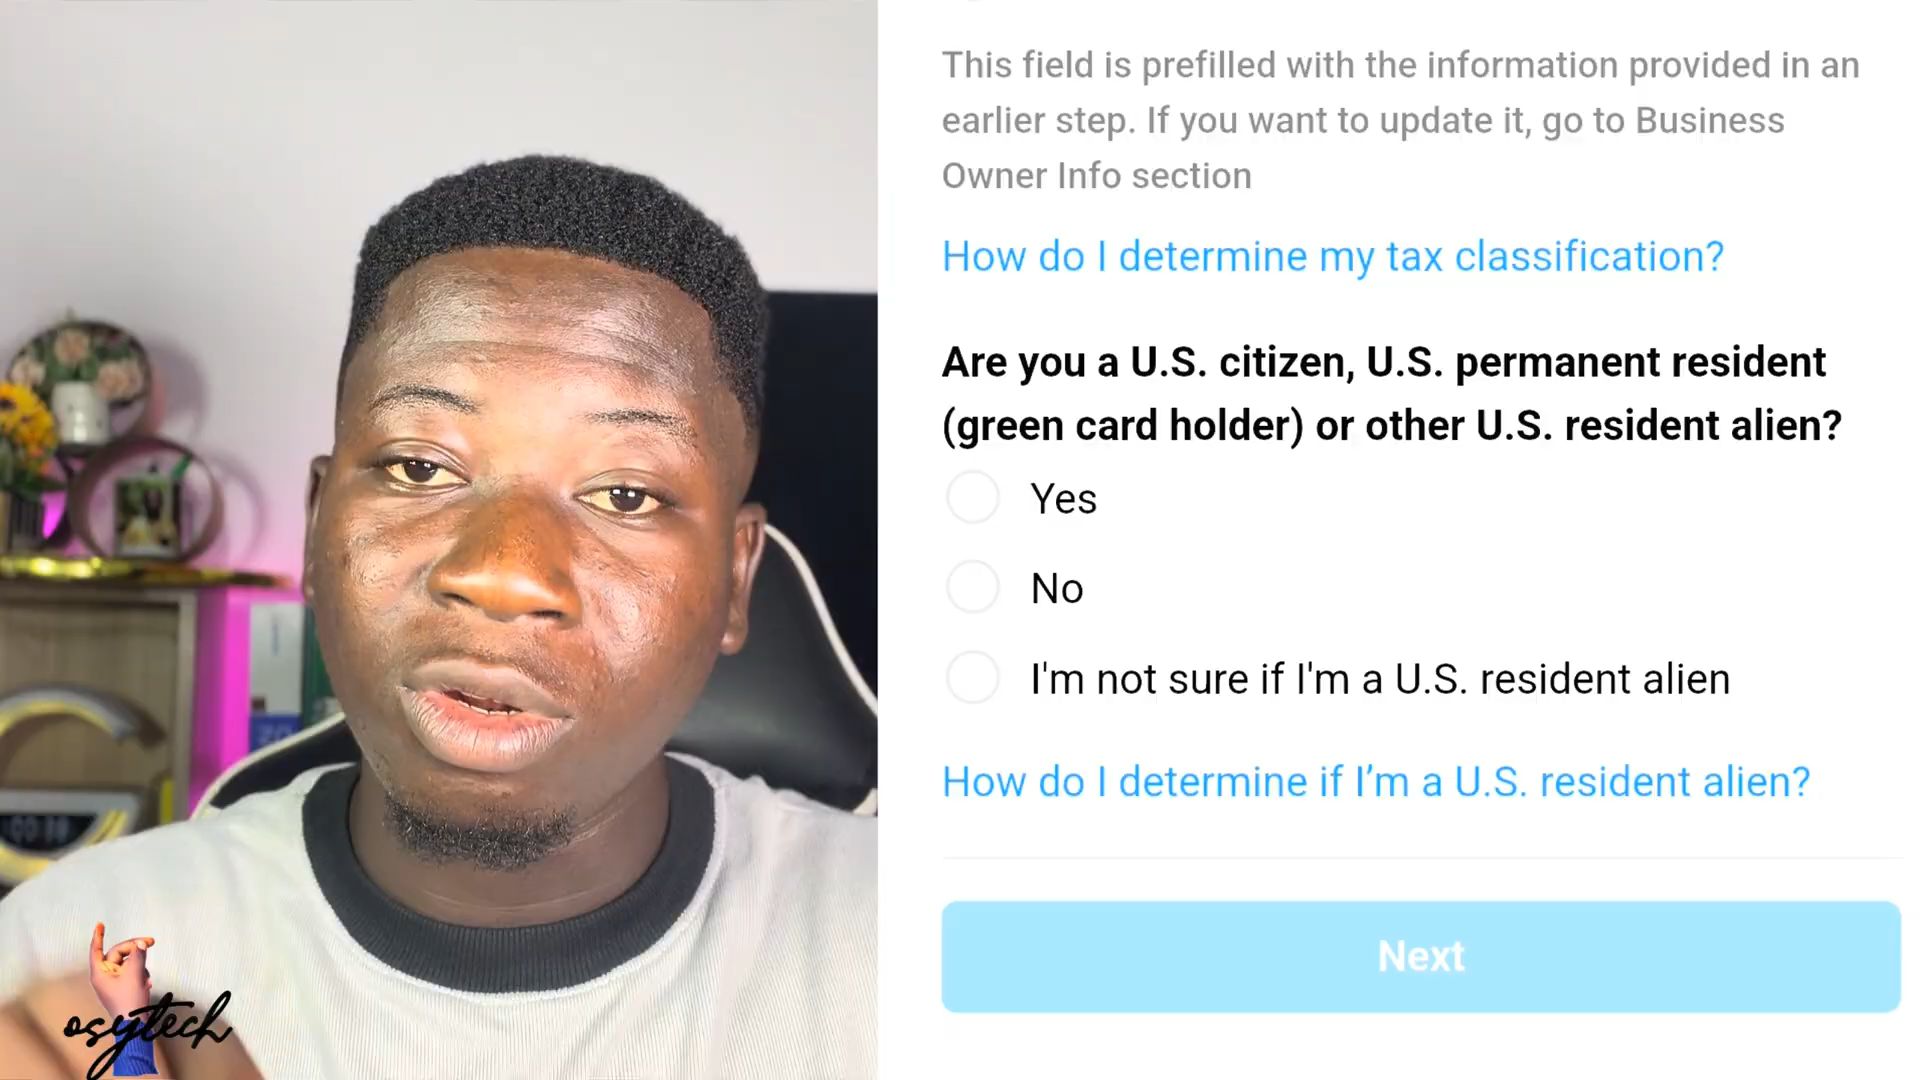 This field is prefilled with the information provided in an
earlier step. If you want to update it, go to Business
Owner Info section
How do I determine my tax classification?
Are you a U.S. citizen, U.S. permanent resident
(green card holder) or other U.S. resident alien?
Yes
No
I'm not sure if I'm a U.S. resident alien
How do I determine if I’m a U.S. resident alien?
Next
osytech